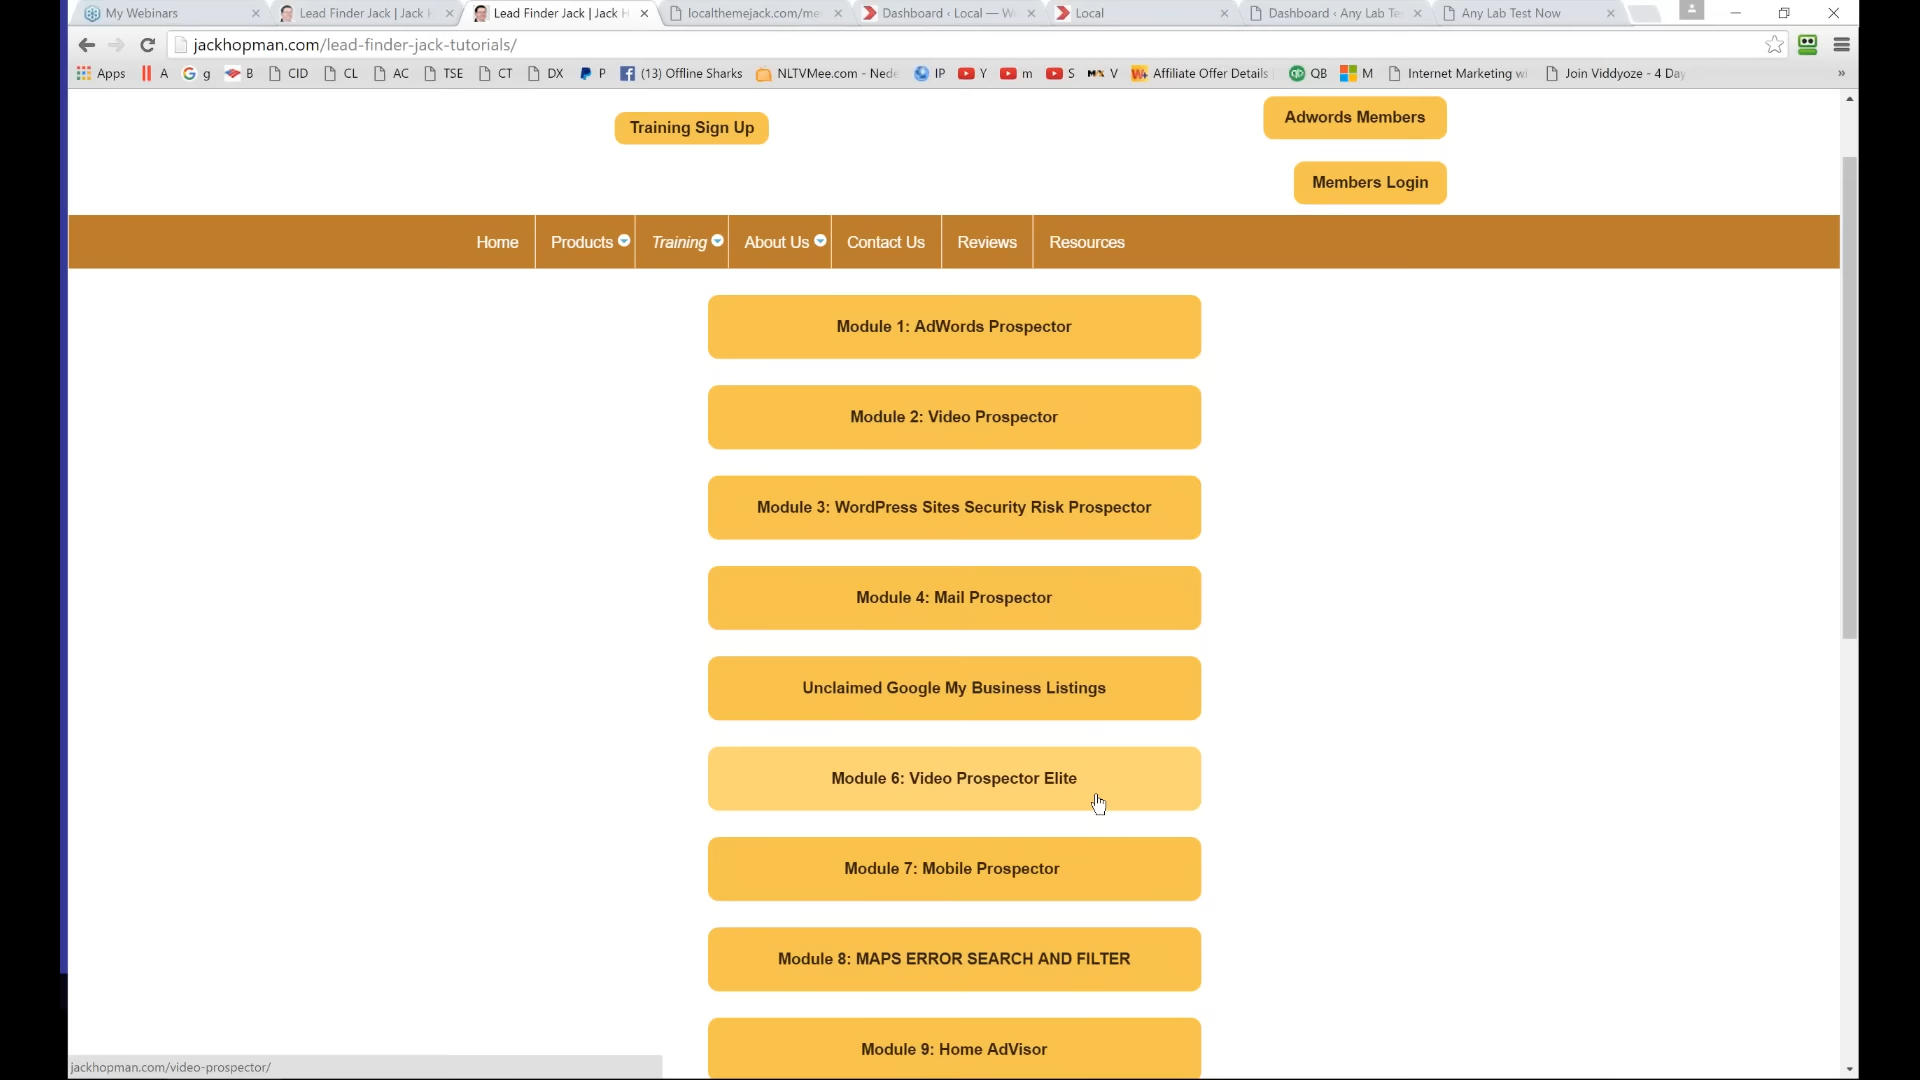 My Webinars
Lead Finder Jack | Jack H
Lead Finder Jack | Jack H
localthemejack.com/me
Dashboard ‹ Local — W
Local
Dashboard ‹ Any Lab Te
Any Lab Test Now
jackhopman.com/lead-finder-jack-tutorials/
Apps
A
g
B
CID
CL
AC
TSE
CT
DX
P
(13) Offline Sharks
NLTVMee.com - Nede
IP
Y
m
S
V
Affiliate Offer Details
QB
M
Internet Marketing wi
Join Viddyoze - 4 Day
»
Training Sign Up
Adwords Members
Members Login
Home
Products
Training
About Us
Contact Us
Reviews
Resources
Module 1: AdWords Prospector
Module 2: Video Prospector
Module 3: WordPress Sites Security Risk Prospector
Module 4: Mail Prospector
Unclaimed Google My Business Listings
Module 6: Video Prospector Elite
Module 7: Mobile Prospector
Module 8: MAPS ERROR SEARCH AND FILTER
Module 9: Home AdVisor
jackhopman.com/video-prospector/